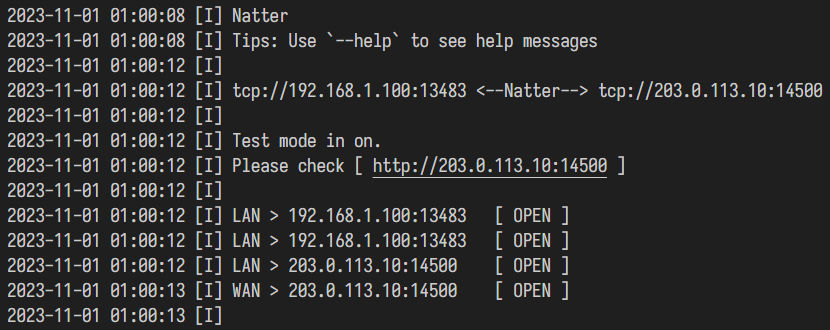 2023-11-01 01:00:08 [I] Natter
2023-11-01 01:00:08 [I] Tips: Use `--help` to see help messages
2023-11-01 01:00:12 [I]
2023-11-01 01:00:12 [I] tcp://192.168.1.100:13483 <--Natter--> tcp://203.0.113.10:14500
2023-11-01 01:00:12 [I]
2023-11-01 01:00:12 [I] Test mode in on.
2023-11-01 01:00:12 [I] Please check [ http://203.0.113.10:14500 ]
2023-11-01 01:00:12 [I]
2023-11-01 01:00:12 [I] LAN > 192.168.1.100:13483 [ OPEN ]
2023-11-01 01:00:12 [I] LAN > 192.168.1.100:13483 [ OPEN ]
2023-11-01 01:00:12 [I] LAN > 203.0.113.10:14500 [ OPEN ]
2023-11-01 01:00:13 [I] WAN > 203.0.113.10:14500 [ OPEN ]
2023-11-01 01:00:13 [I]